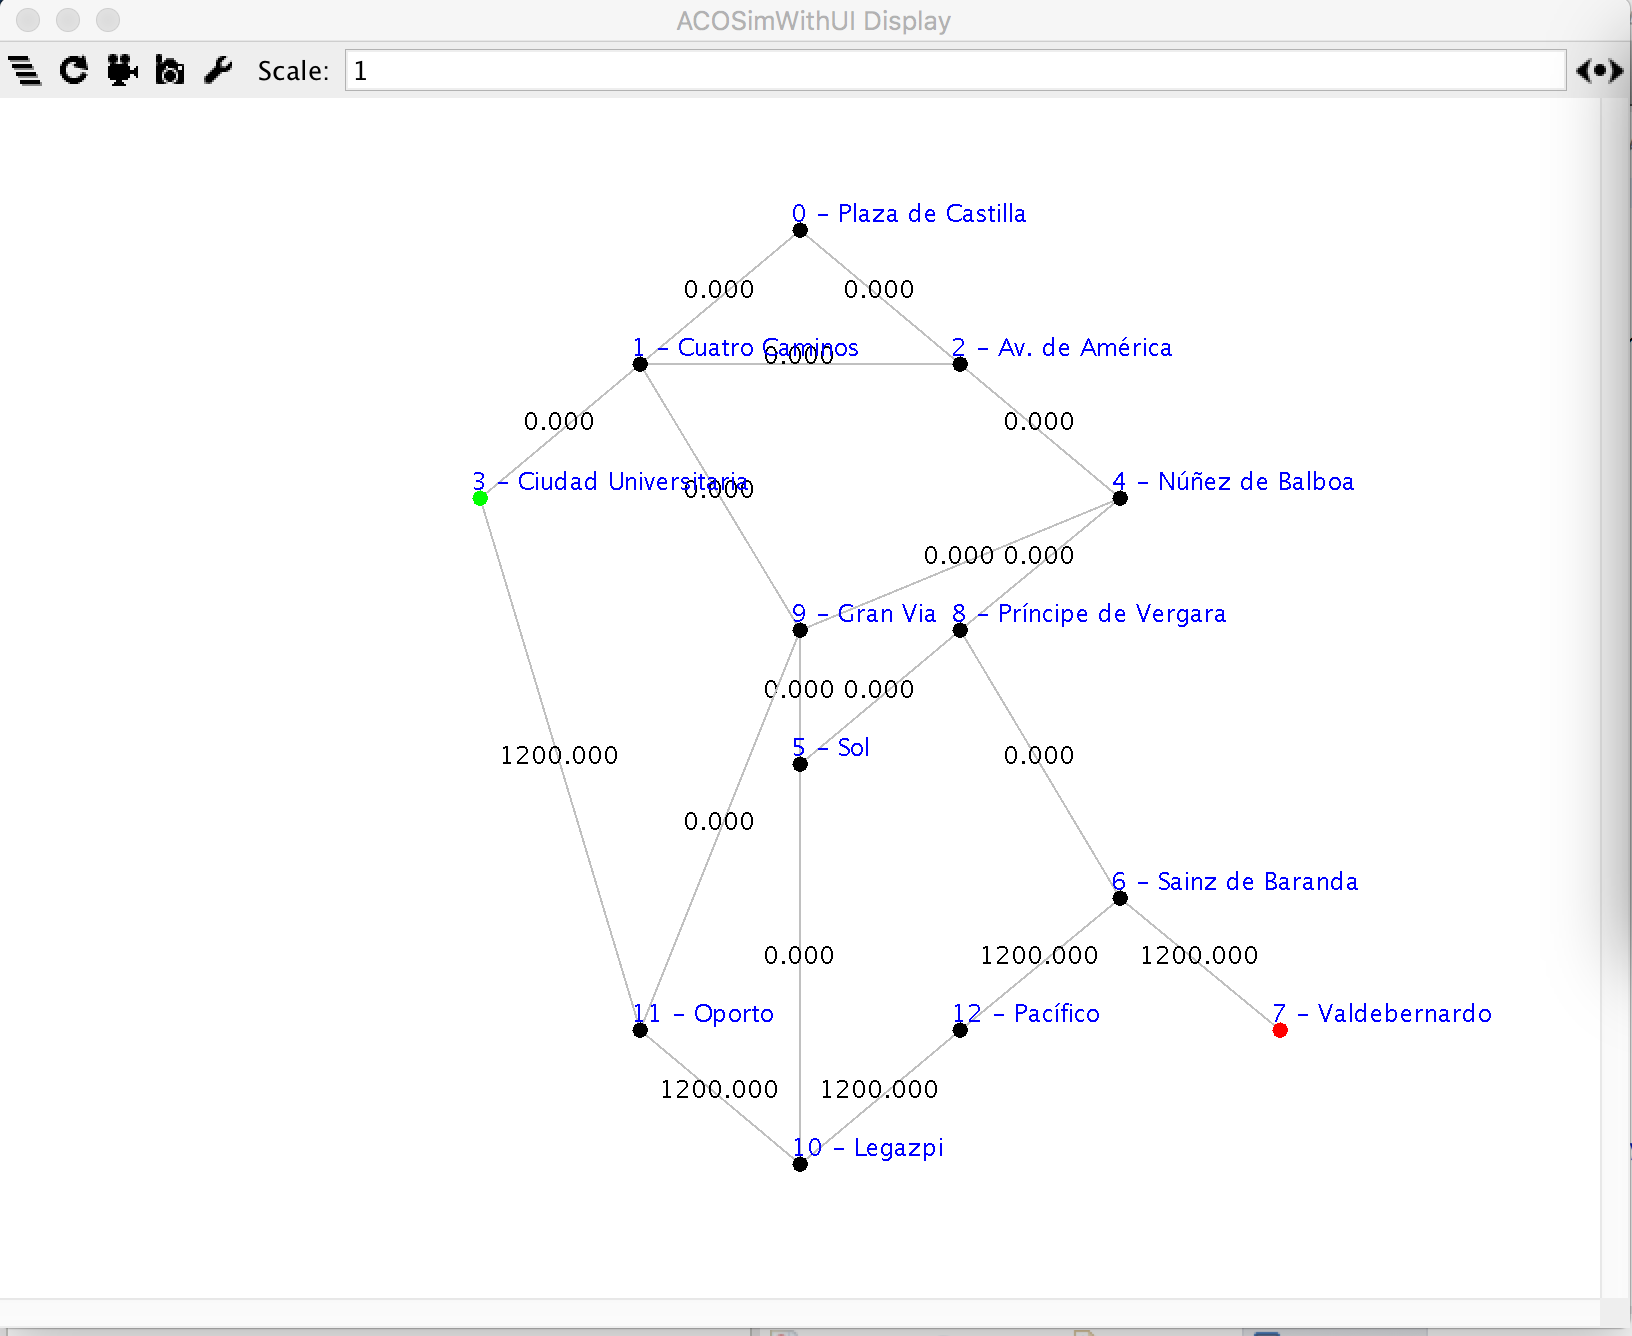 ACOSimWithUI Display
Scale: 1
0 – Plaza de Castilla
0.000 0.000
1 – Cuatro Caminos
0.000
2 – Av. de América
0.000 0.000
3 – Ciudad Universitaria
0.000
4 – Núñez de Balboa
0.000 0.000
9 – Gran Via
8 – Príncipe de Vergara
0.000 0.000
5 – Sol
1200.000 0.000
0.000
6 – Sainz de Baranda
0.000 1200.000 1200.000
11 – Oporto
12 – Pacífico
7 – Valdebernardo
1200.000 1200.000
10 – Legazpi